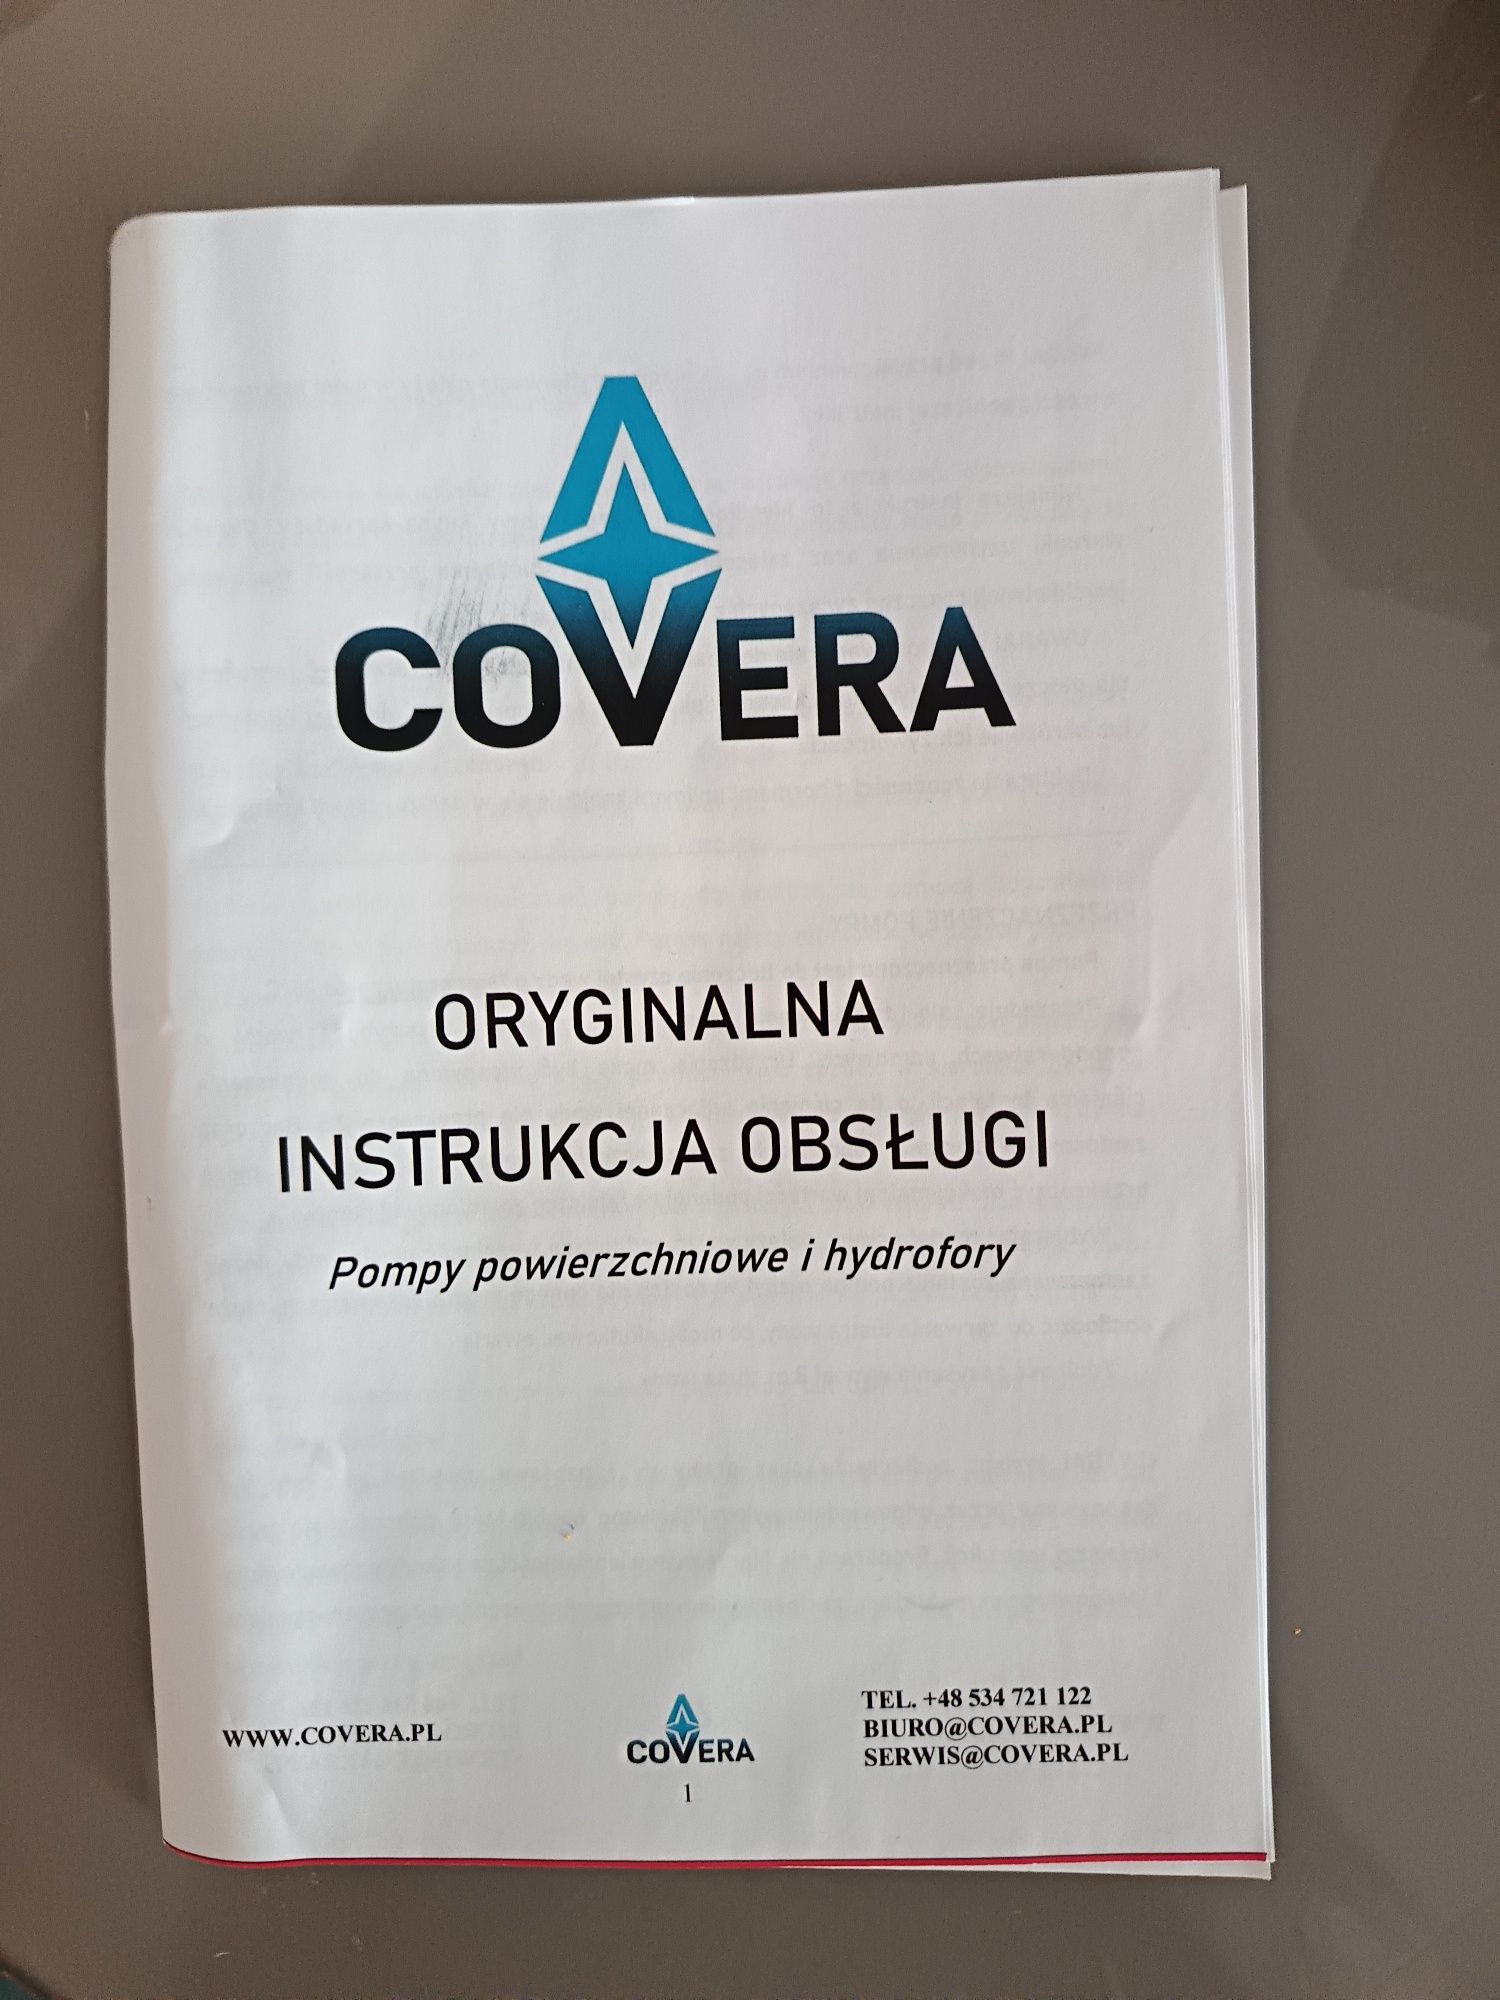 COVERA
ORYGINALNA
INSTRUKCJA OBSŁUGI
Pompy powierzchniowe i hydrofory
WWW.COVERA.PL
COVERA
1
TEL. +48 534 721 122
BIURO@COVERA.PL
SERWIS@COVERA.PL